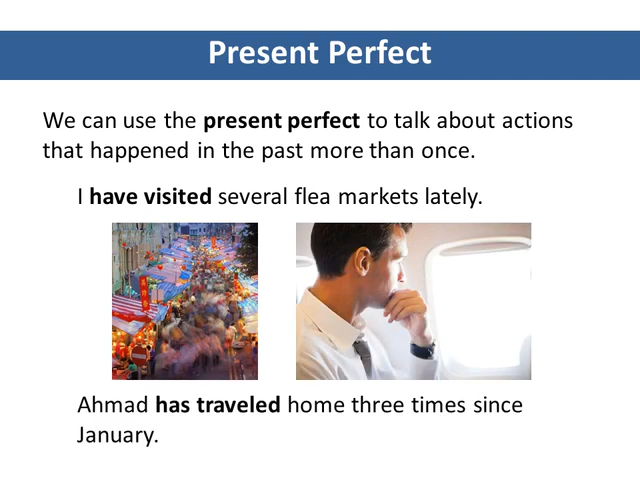 Present Perfect
We can use the present perfect to talk about actions
that happened in the past more than once.
I have visited several flea markets lately.
Ahmad has traveled home three times since
January.